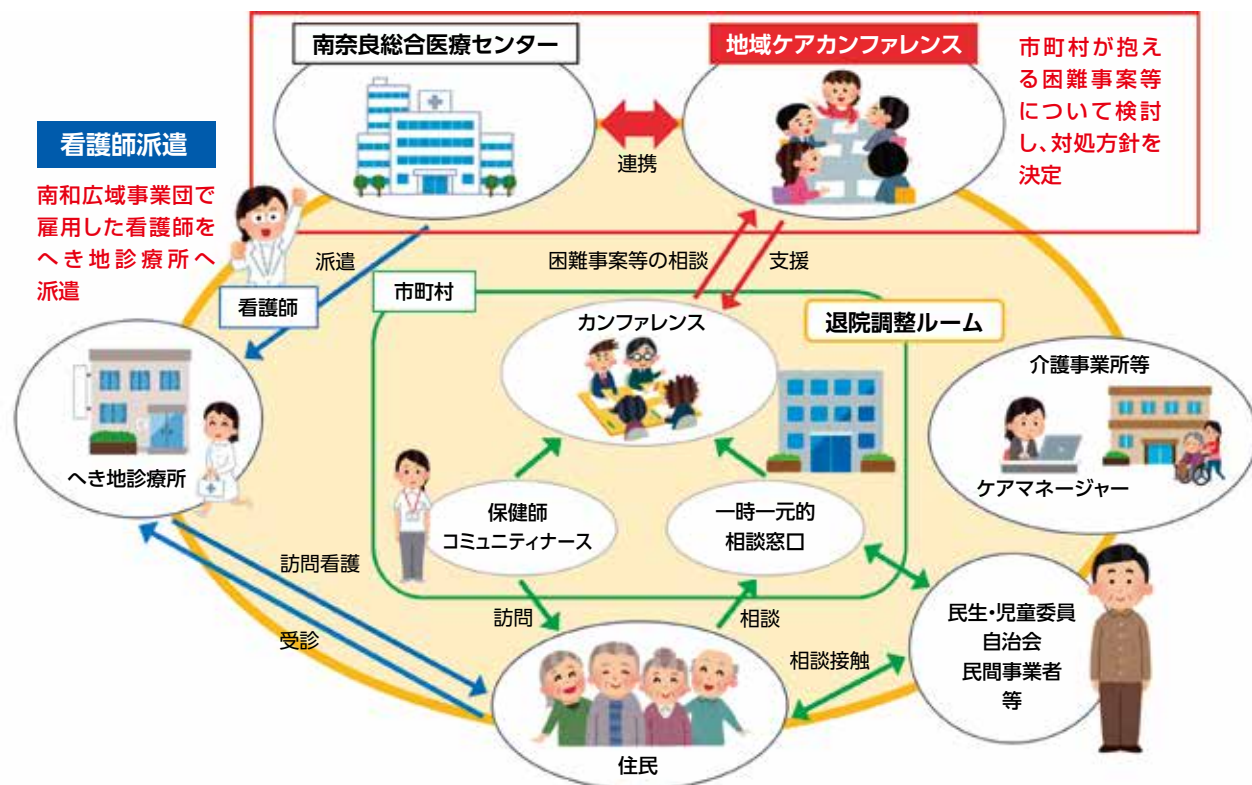 南奈良総合医療センター
地域ケアカンファレンス
市町村が抱え
る困難事案等
について検討
し、対処方針を
決定
連携
看護師派遣
南和広域事業団で
雇用した看護師を
へき地診療所へ
派遣
派遣
看護師
困難事案等の相談
支援
市町村
カンファレンス
退院調整ルーム
介護事業所等
ケアマネージャー
へき地診療所
保健師
コミュニティナース
一時一元的
相談窓口
訪問看護
受診
訪問
相談
相談接触
民生・児童委員
自治会
民間事業者
等
住民